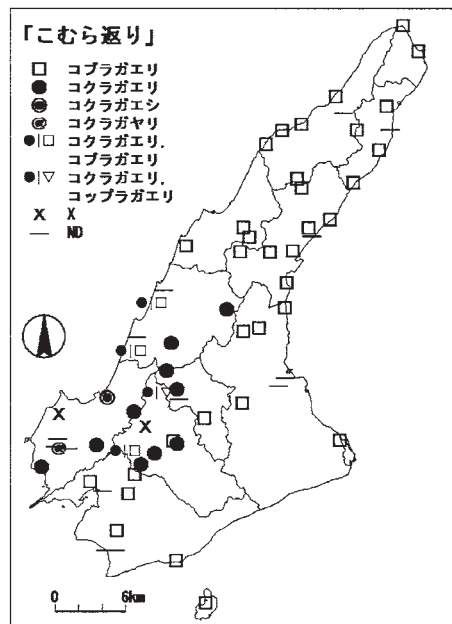 「こむら返り」
□ コブラガエリ
● コクラガエリ
◉ コクラガエシ
◉ コクラガヤリ
●|□ コクラガエリ,
コブラガエリ
●|▽ コクラガエリ,
コップラガエリ
X X
— ND
0 6km